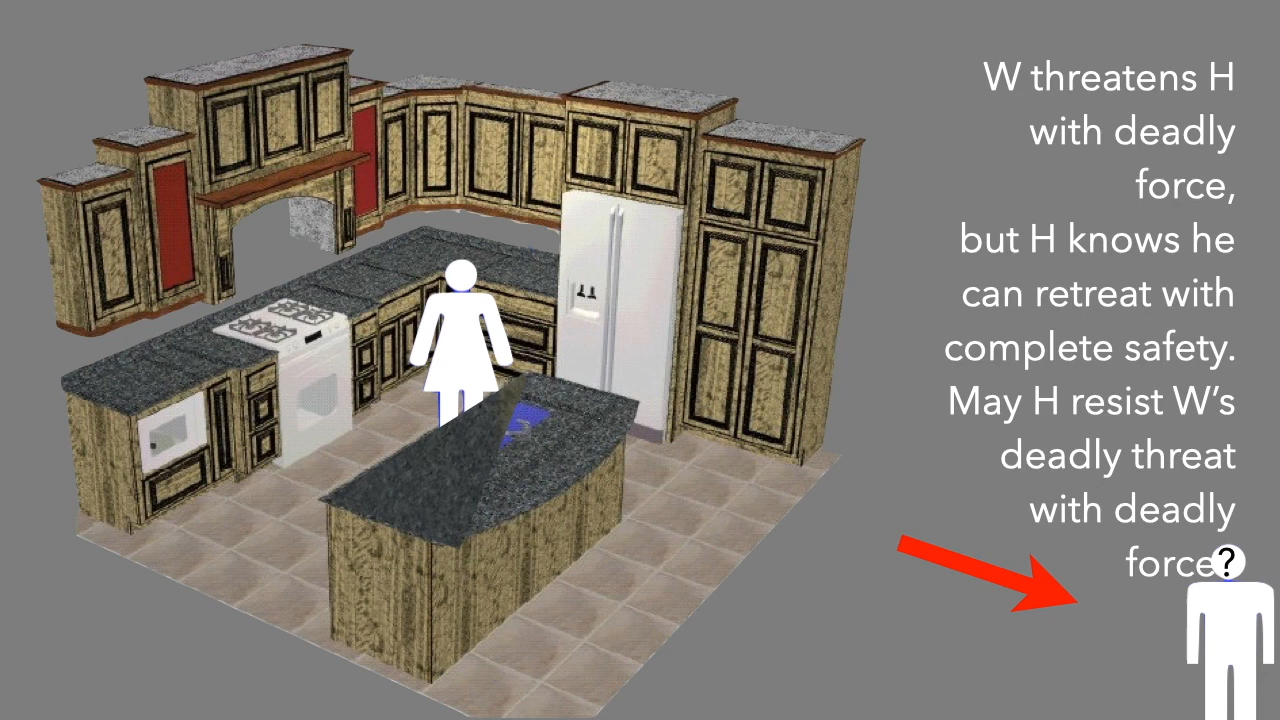 W threatens H
with deadly
force,
but H knows he
can retreat with
complete safety.
May H resist W’s
deadly threat
with deadly
force
?